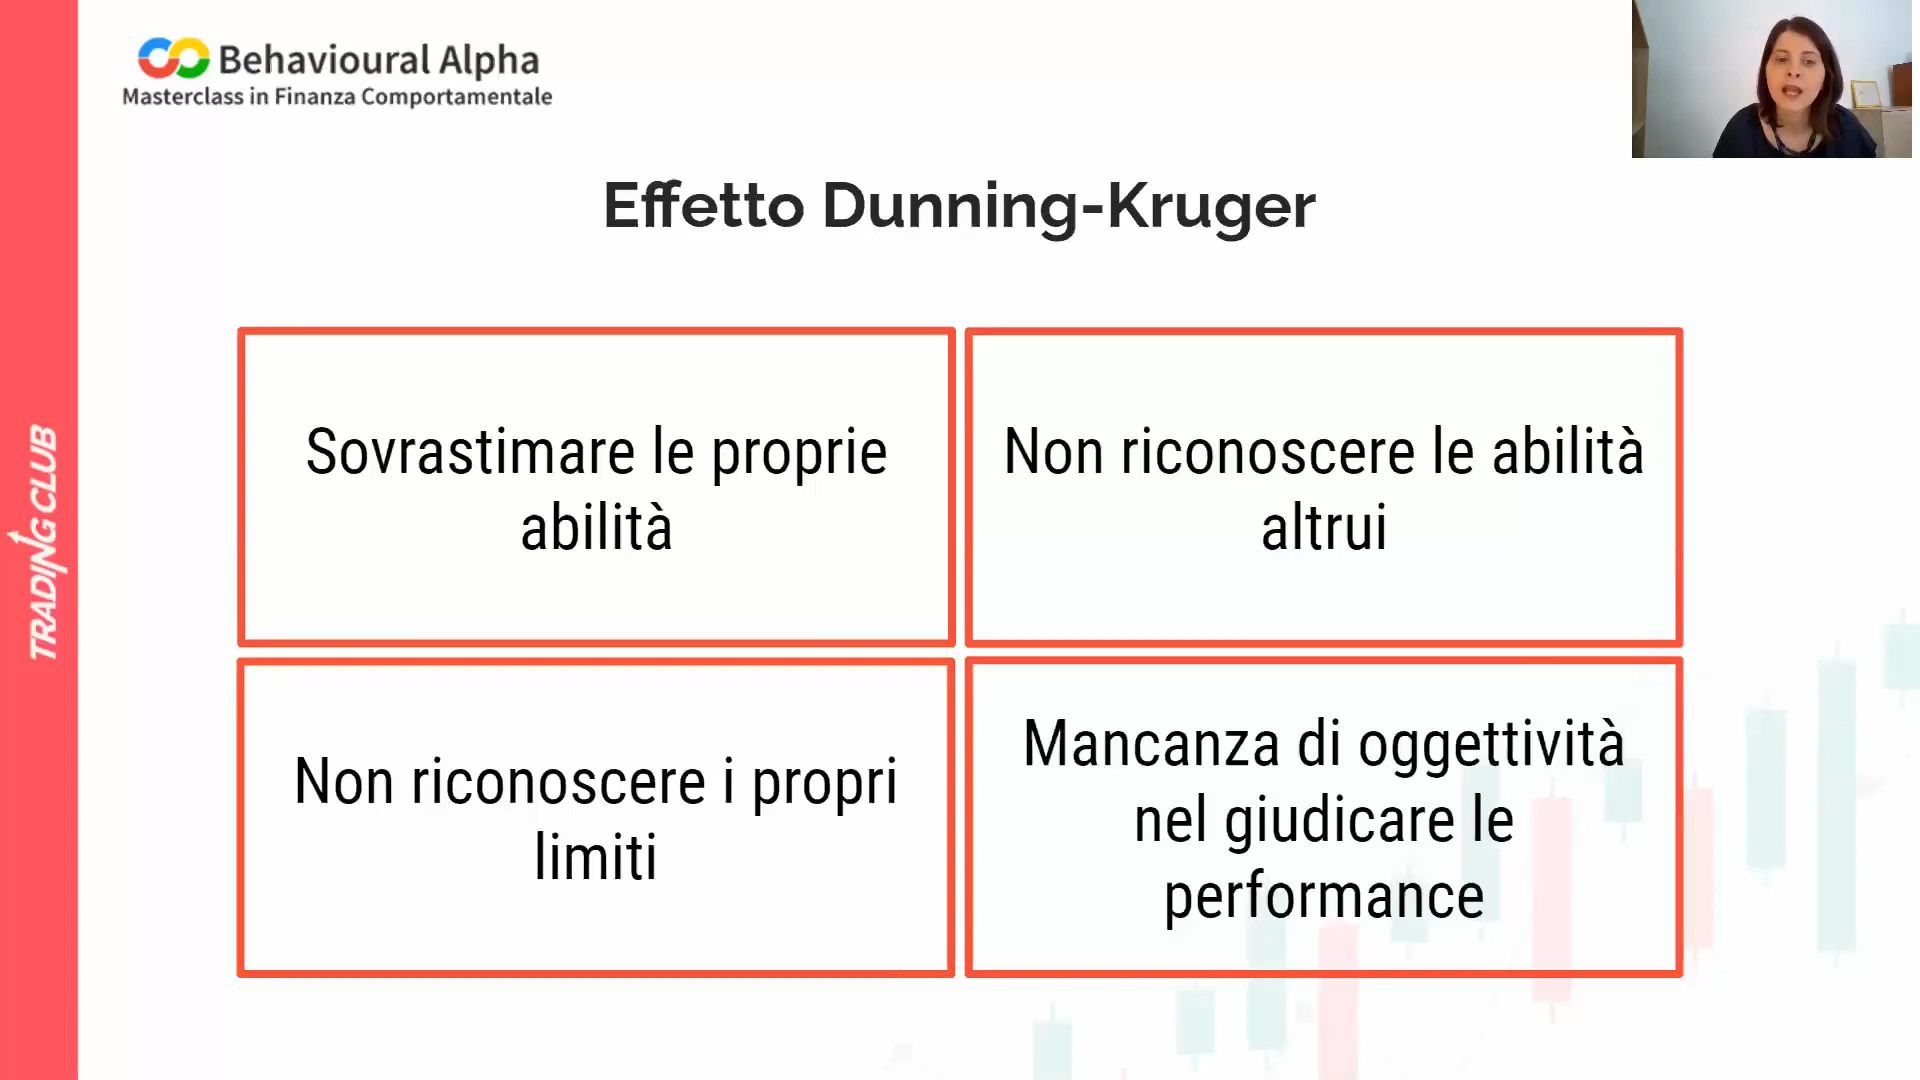 Behavioural Alpha
Masterclass in Finanza Comportamentale
Effetto Dunning-Kruger
Sovrastimare le proprie
abilità
Non riconoscere le abilità
altrui
Non riconoscere i propri
limiti
Mancanza di oggettività
nel giudicare le
performance
TRADING CLUB